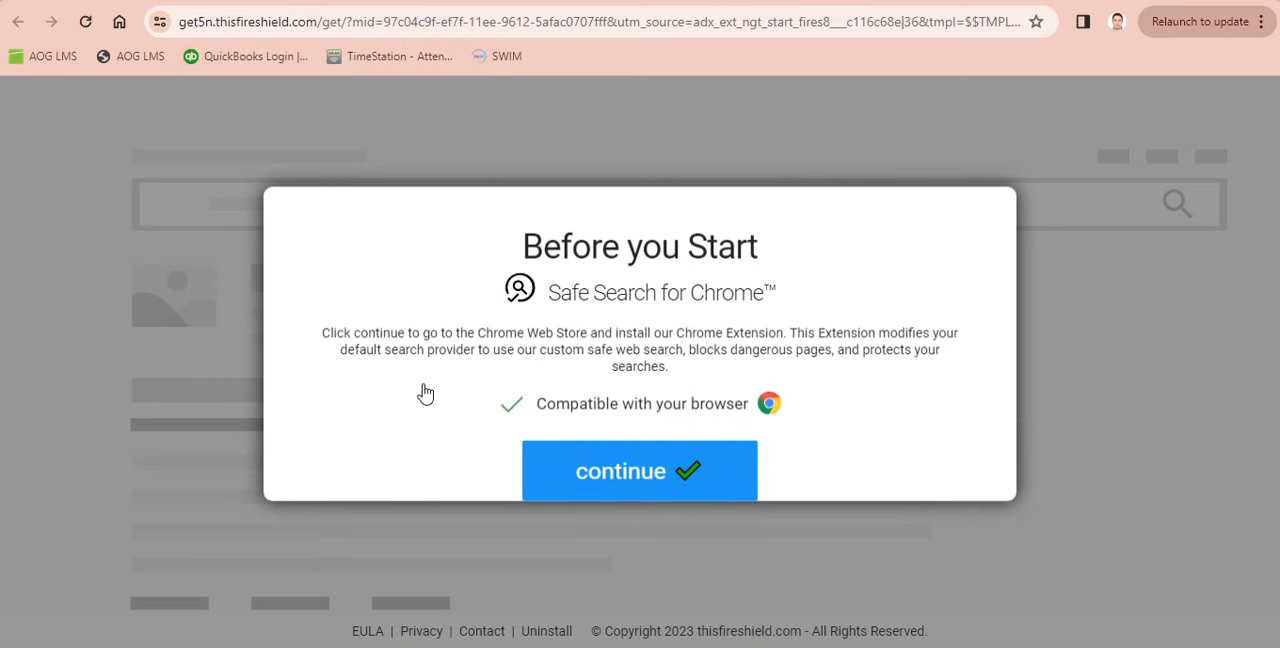 get5n.thisfireshield.com/get/?mid=97c04c9f-ef7f-11ee-9612-5afac0707fff&utm_source=adx_ext_ngt_start_fires8___c116c68e|36&tmpl=$$TMPL... Relaunch to update
AOG LMS AOG LMS QuickBooks Login |... TimeStation - Atten... SWIM
Before you Start
Safe Search for Chrome™
Click continue to go to the Chrome Web Store and install our Chrome Extension. This Extension modifies your
default search provider to use our custom safe web search, blocks dangerous pages, and protects your
searches.
Compatible with your browser
continue
EULA | Privacy | Contact | Uninstall © Copyright 2023 thisfireshield.com - All Rights Reserved.